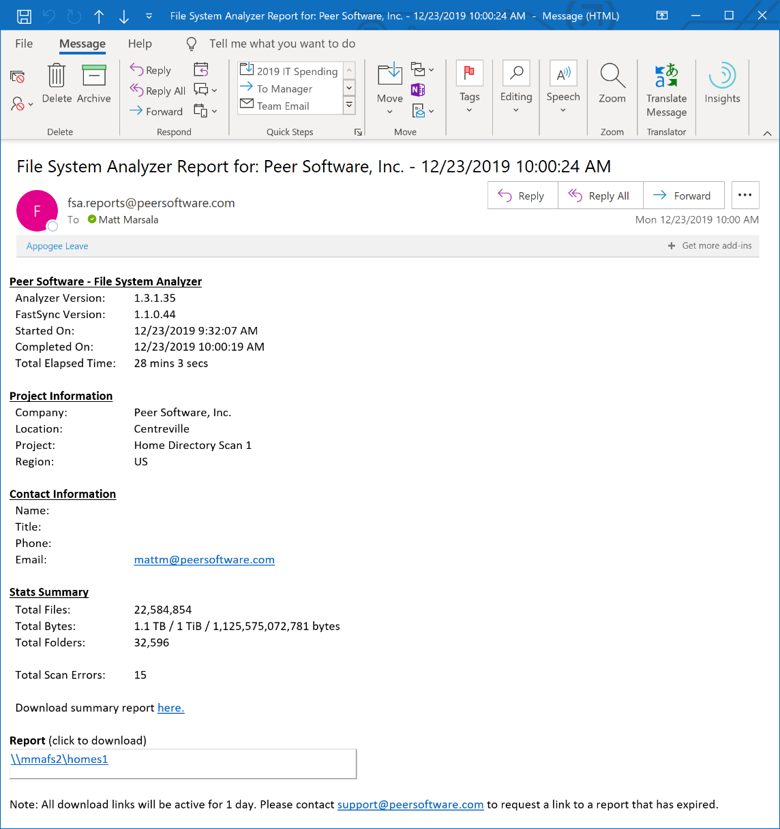 File System Analyzer Report for: Peer Software, Inc. - 12/23/2019 10:00:24 AM - Message (HTML)
File Message Help Tell me what you want to do
Delete Archive
Reply
Reply All
Forward
2019 IT Spending
To Manager
Team Email
Move
Tags
Editing
Speech
Zoom
Translate
Message
Insights
Delete Respond Quick Steps Move Zoom Translator
File System Analyzer Report for: Peer Software, Inc. - 12/23/2019 10:00:24 AM
F
fsa.reports@peersoftware.com
To Matt Marsala
Reply Reply All Forward
Mon 12/23/2019 10:00 AM
Appogee Leave + Get more add-ins
Peer Software - File System Analyzer
Analyzer Version: 1.3.1.35
FastSync Version: 1.1.0.44
Started On: 12/23/2019 9:32:07 AM
Completed On: 12/23/2019 10:00:19 AM
Total Elapsed Time: 28 mins 3 secs
Project Information
Company: Peer Software, Inc.
Location: Centreville
Project: Home Directory Scan 1
Region: US
Contact Information
Name:
Title:
Phone:
Email: mattm@peersoftware.com
Stats Summary
Total Files: 22,584,854
Total Bytes: 1.1 TB / 1 TiB / 1,125,575,072,781 bytes
Total Folders: 32,596
Total Scan Errors: 15
Download summary report here.
Report (click to download)
\\mmafs2\homes1
Note: All download links will be active for 1 day. Please contact support@peersoftware.com to request a link to a report that has expired.